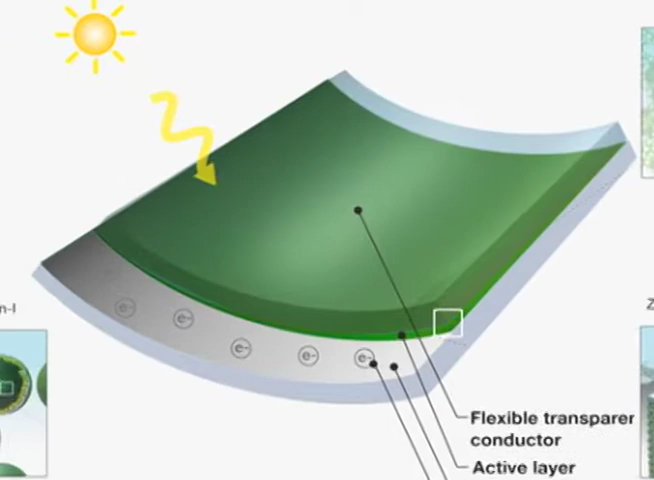 n-I
Z
e-
e-
e-
e-
e-
Flexible transparer
conductor
Active layer